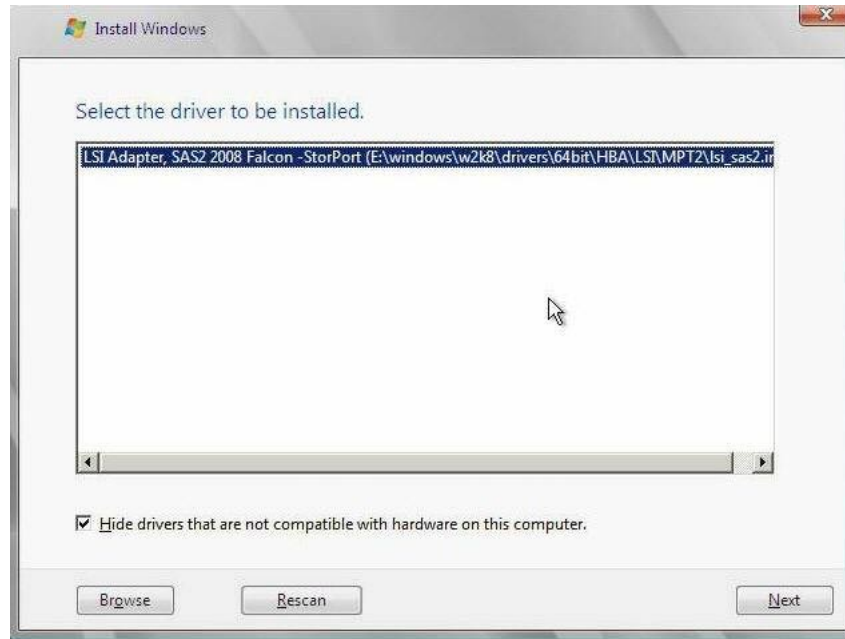 Install Windows
Select the driver to be installed.
LSI Adapter, SAS2 2008 Falcon -StorPort (E:\windows\w2k8\drivers\64bit\HBA\LSI\MPT2\lsi_sas2.in
Hide drivers that are not compatible with hardware on this computer.
Browse
Rescan
Next